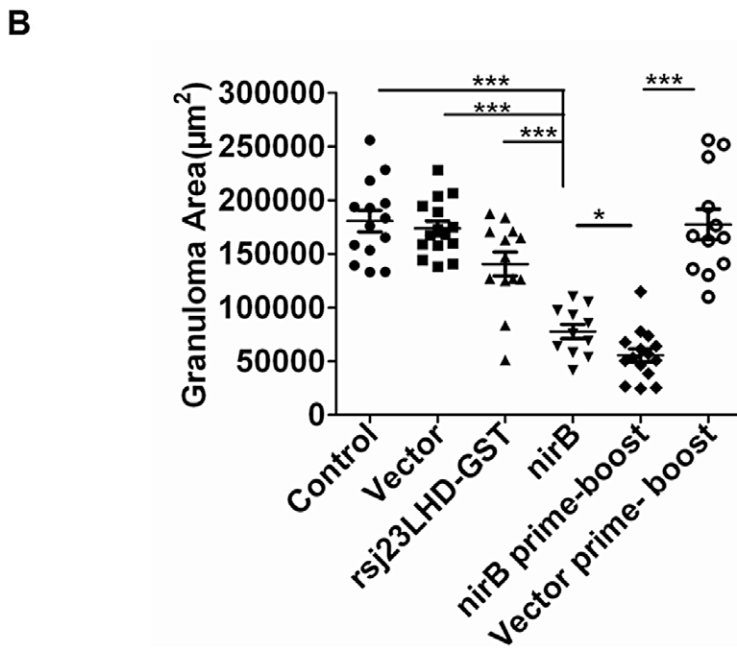 B
Granuloma Area(µm²)
300000
250000
200000
150000
100000
50000
0
***
***
***
*
***
Control
Vector
rsj23LHD-GST
nirB
nirB prime-boost
Vector prime- boost